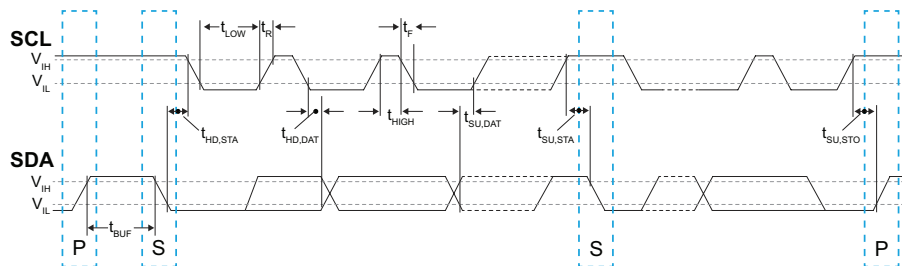 t_LOW t_R t_F
SCL
V_IH
V_IL
t_HD,STA t_HD,DAT t_HIGH t_SU,DAT t_SU,STA t_SU,STO
SDA
V_IH
V_IL
P t_BUF S S P